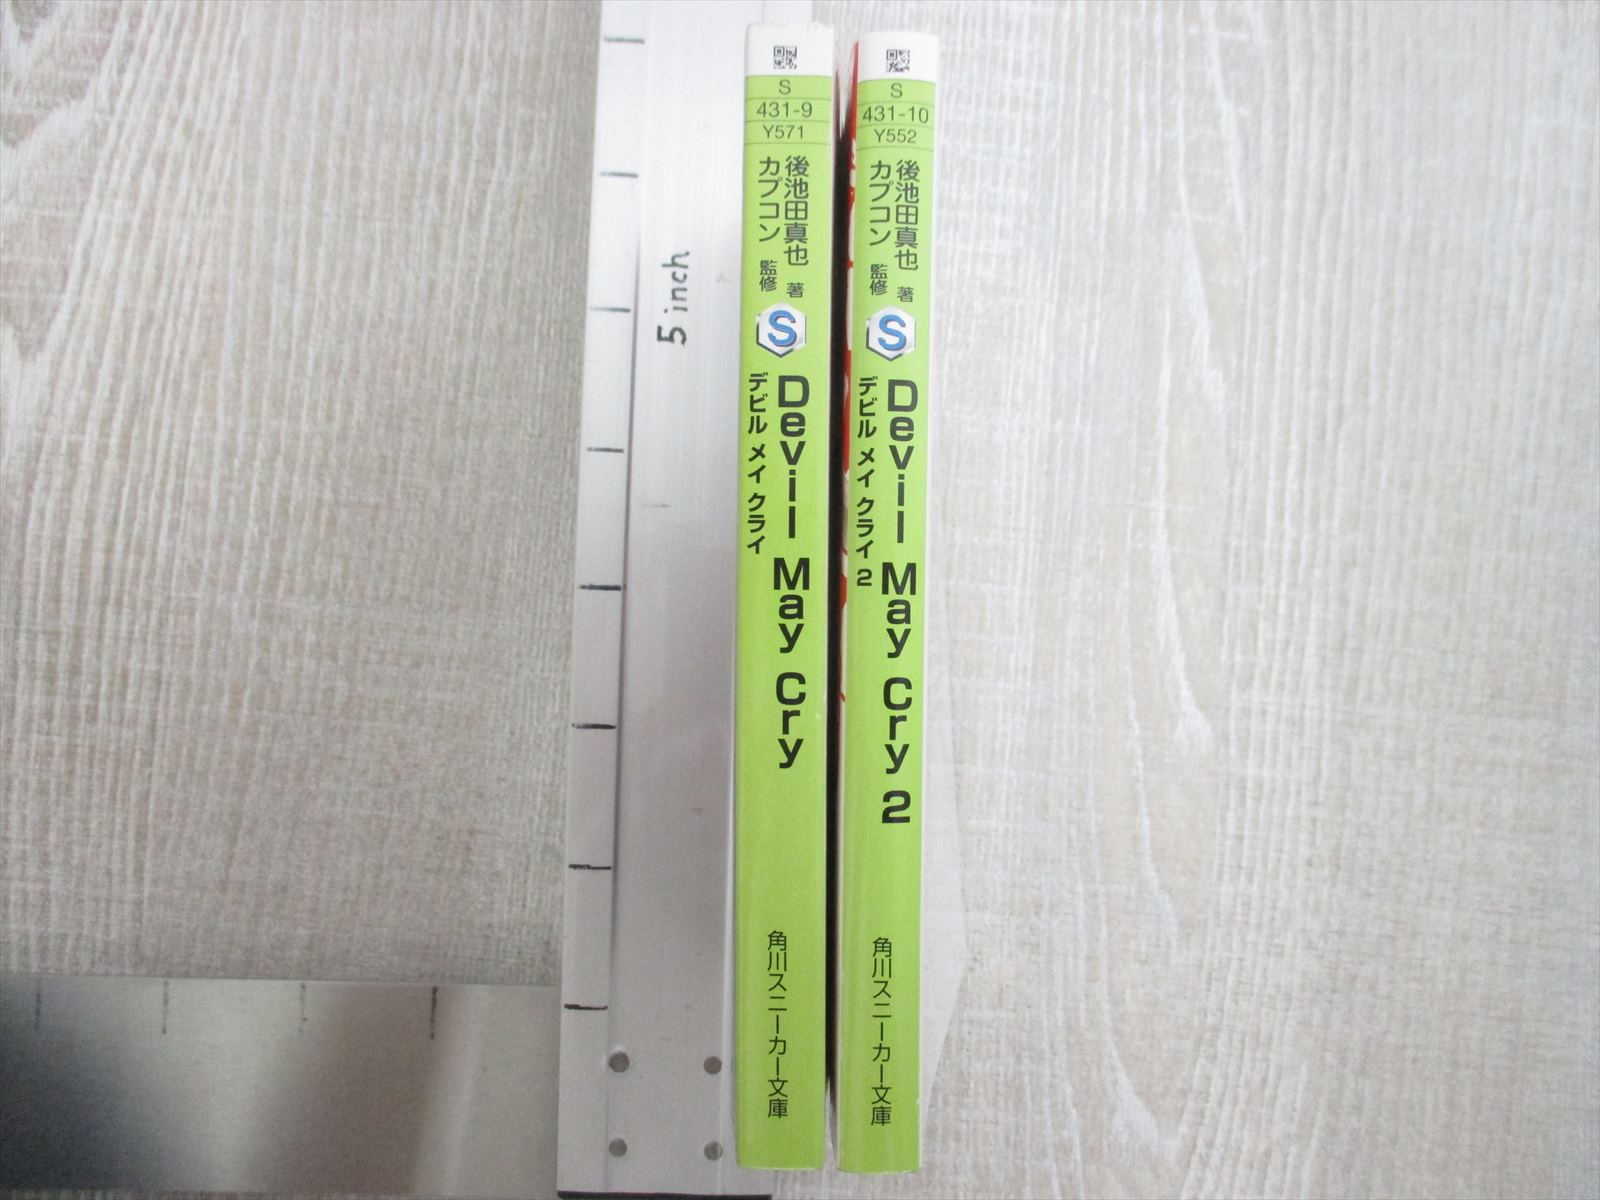 5 inch
S
431-9
Y571
後池田真也 著
カプコン 監修
S
Devil May Cry
デビル メイ クライ
角川スニーカー文庫
S
431-10
Y552
後池田真也 著
カプコン 監修
S
Devil May Cry 2
デビル メイ クライ 2
角川スニーカー文庫